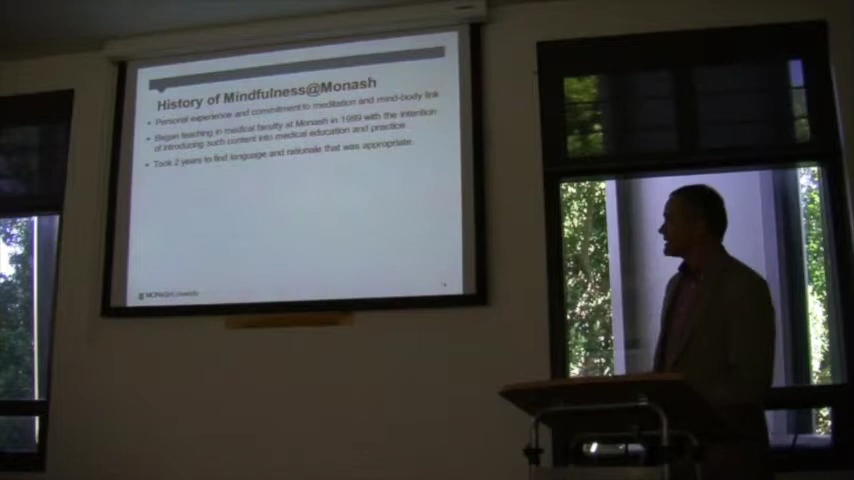 History of Mindfulness@Monash
• Personal experience and commitment to meditation and mind-body link
• Began teaching in medical faculty at Monash in 1989 with the intention
of introducing such content into medical education and practice
• Took 2 years to find language and rationale that was appropriate
MONASH University